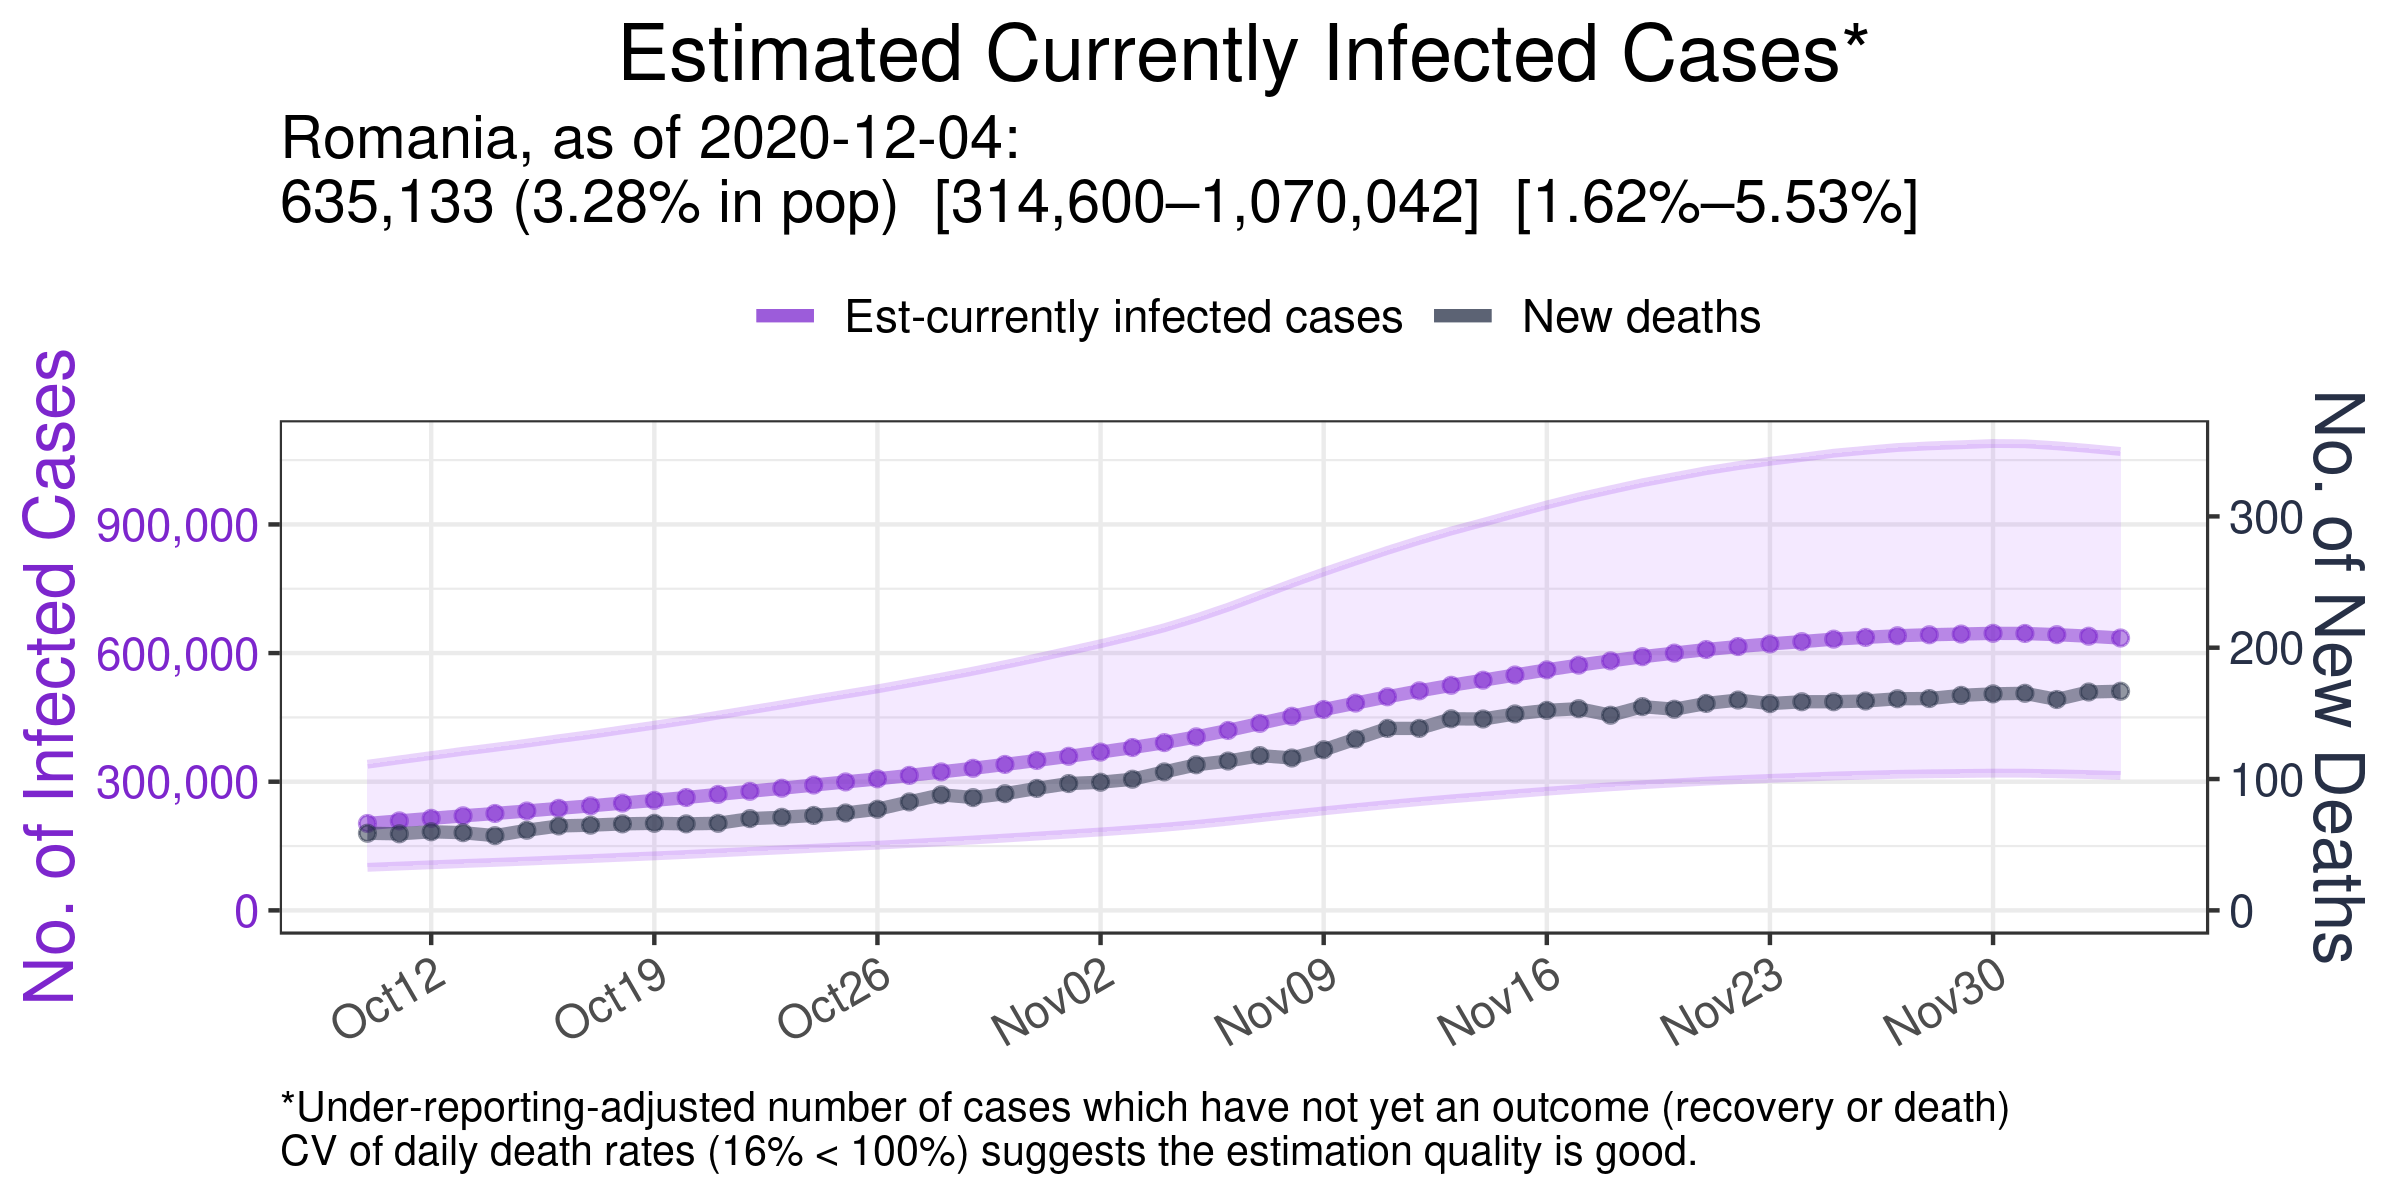 Estimated Currently Infected Cases*
Romania, as of 2020-12-04:
635,133 (3.28% in pop)  [314,600–1,070,042]  [1.62%–5.53%]
Est-currently infected cases
New deaths
No. of Infected Cases
900,000
600,000
300,000
0
300
200
100
0
No. of New Deaths
Oct12
Oct19
Oct26
Nov02
Nov09
Nov16
Nov23
Nov30
*Under-reporting-adjusted number of cases which have not yet an outcome (recovery or death)
CV of daily death rates (16% < 100%) suggests the estimation quality is good.